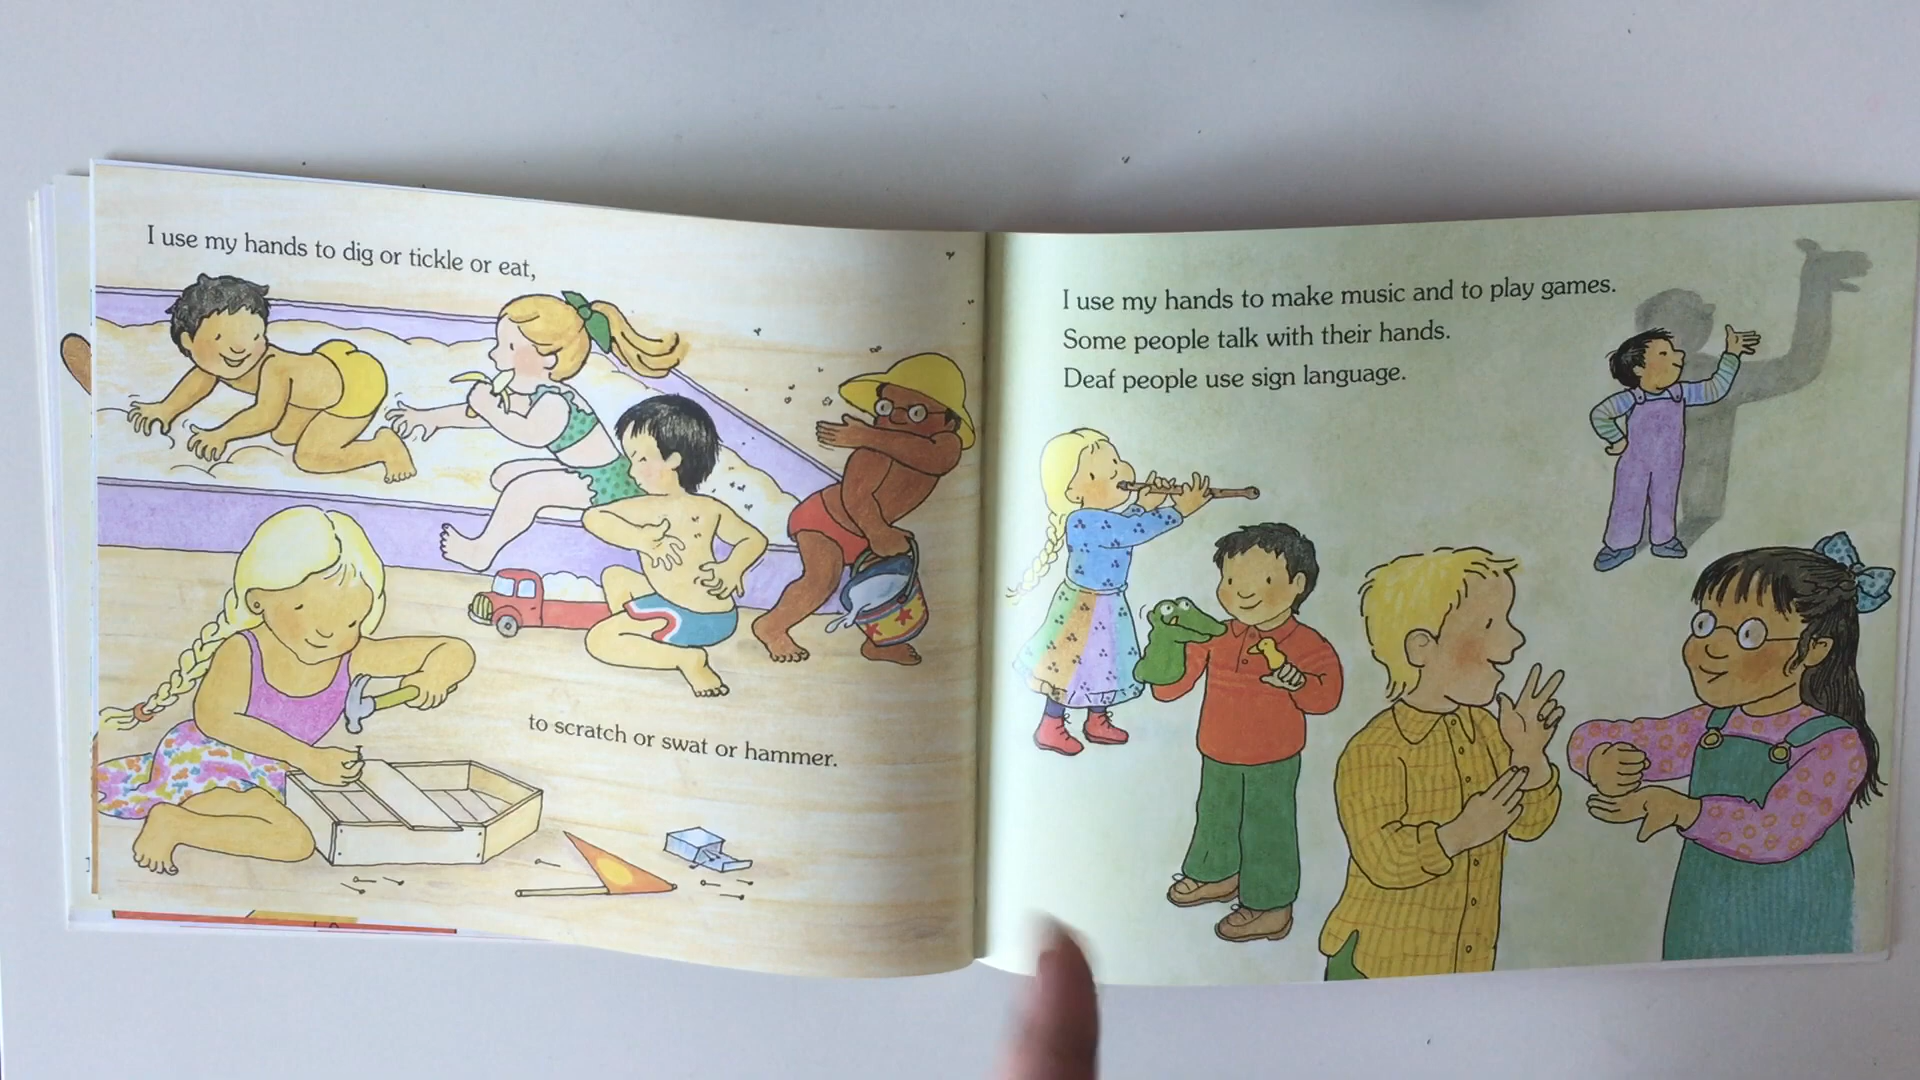 I use my hands to dig or tickle or eat,
to scratch or swat or hammer.
I use my hands to make music and to play games.
Some people talk with their hands.
Deaf people use sign language.